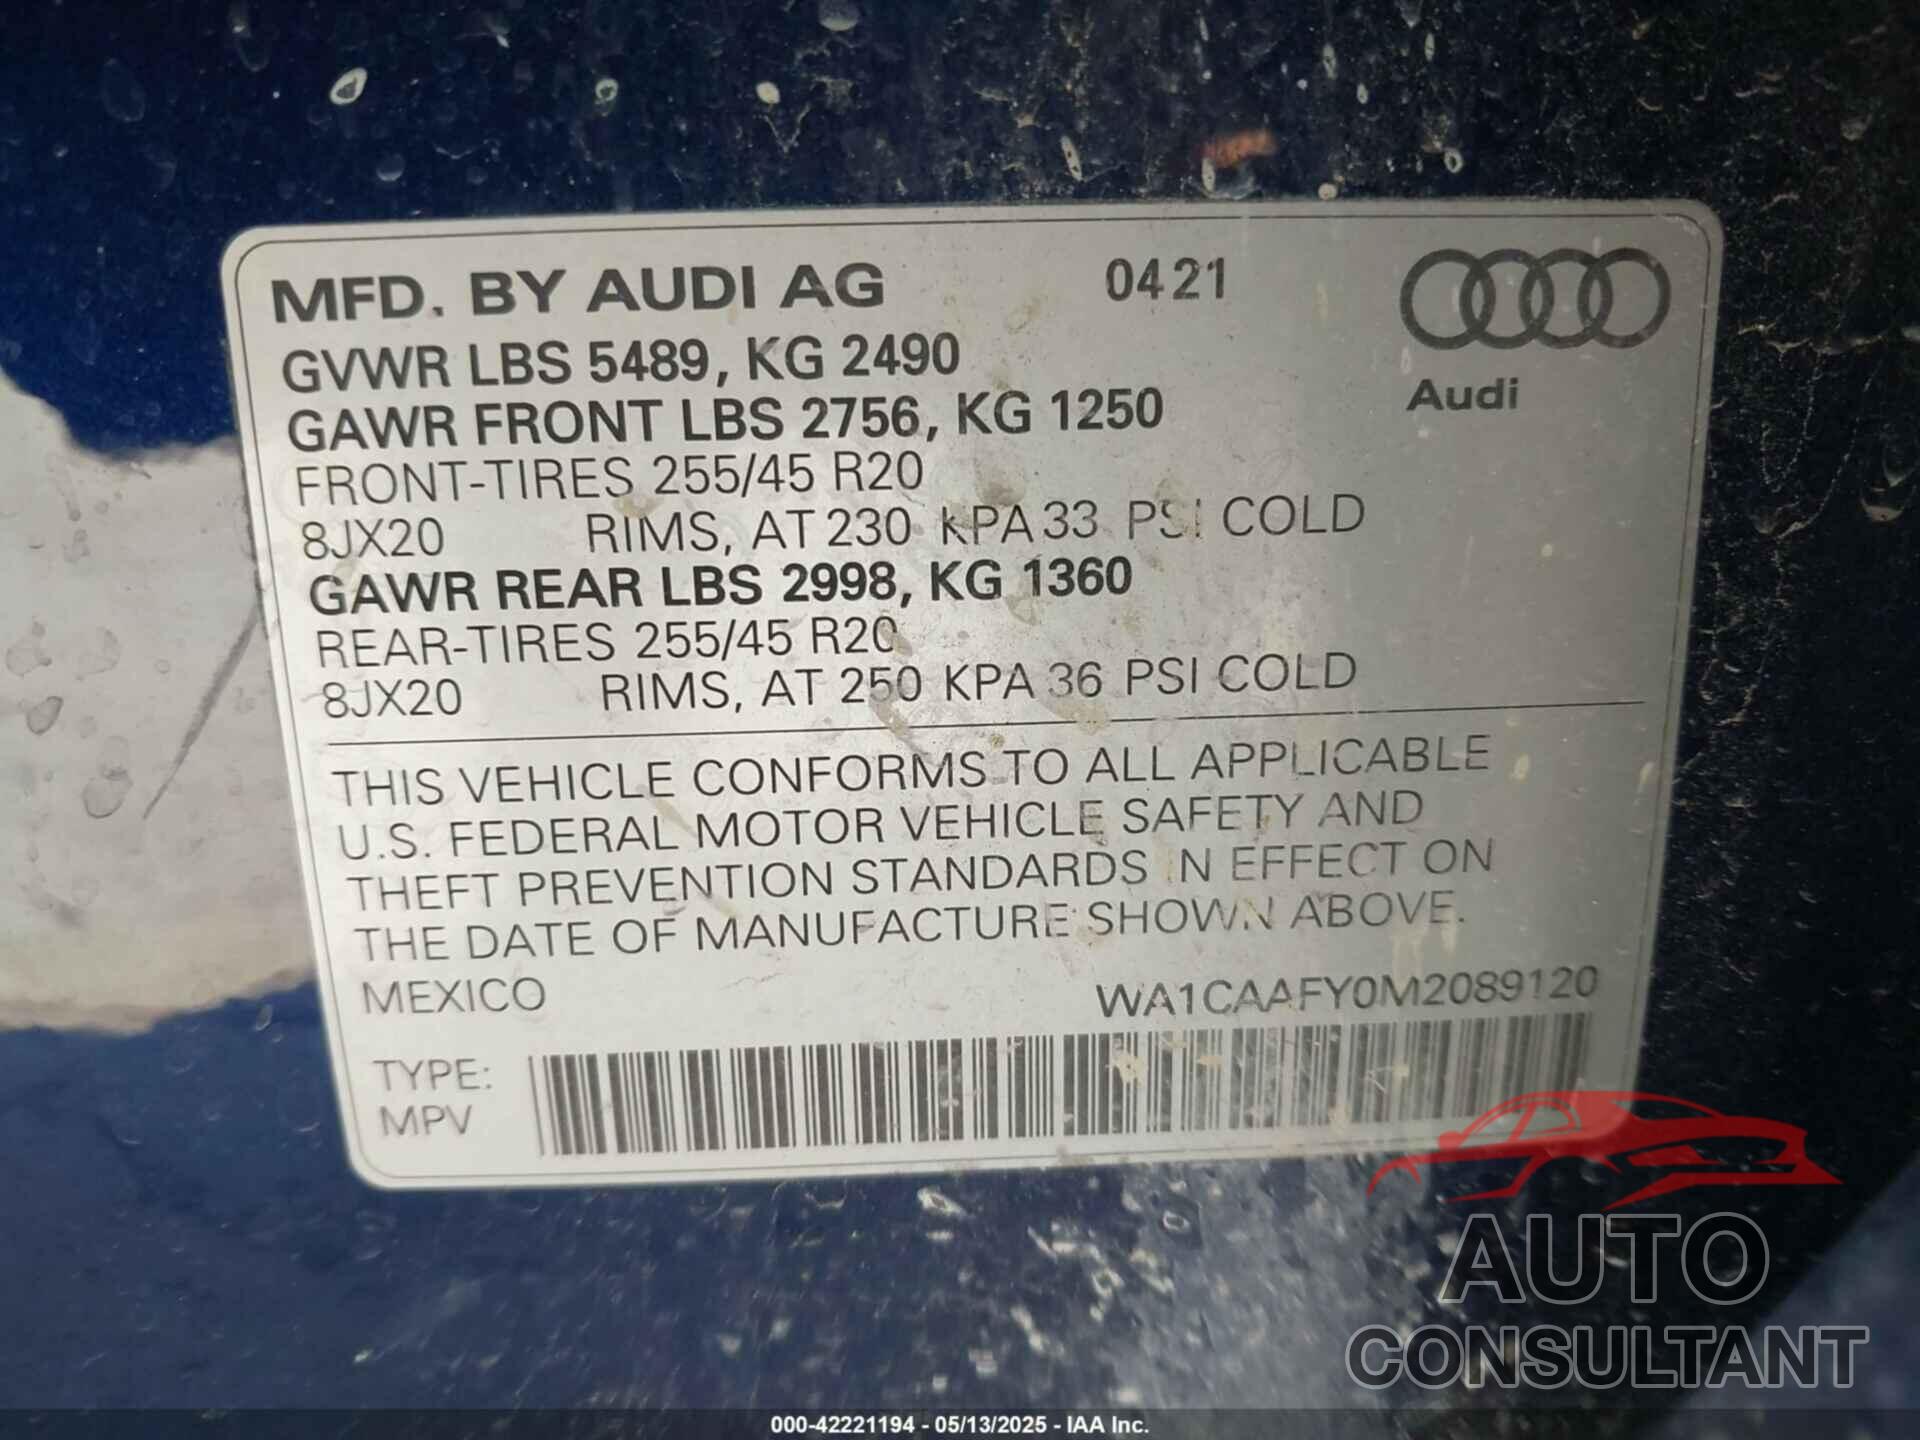 MFD. BY AUDI AG 0421
GVWR LBS 5489, KG 2490
GAWR FRONT LBS 2756, KG 1250
Audi
FRONT-TIRES 255/45 R20
8JX20 RIMS, AT 230 KPA 33 PSI COLD
GAWR REAR LBS 2998, KG 1360
REAR-TIRES 255/45 R20
8JX20 RIMS, AT 250 KPA 36 PSI COLD
THIS VEHICLE CONFORMS TO ALL APPLICABLE
U.S. FEDERAL MOTOR VEHICLE SAFETY AND
THEFT PREVENTION STANDARDS IN EFFECT ON
THE DATE OF MANUFACTURE SHOWN ABOVE.
MEXICO WA1CAAFY0M2089120
TYPE:
MPV
AUTO
CONSULTANT
000-42221194 - 05/13/2025 - IAA Inc.